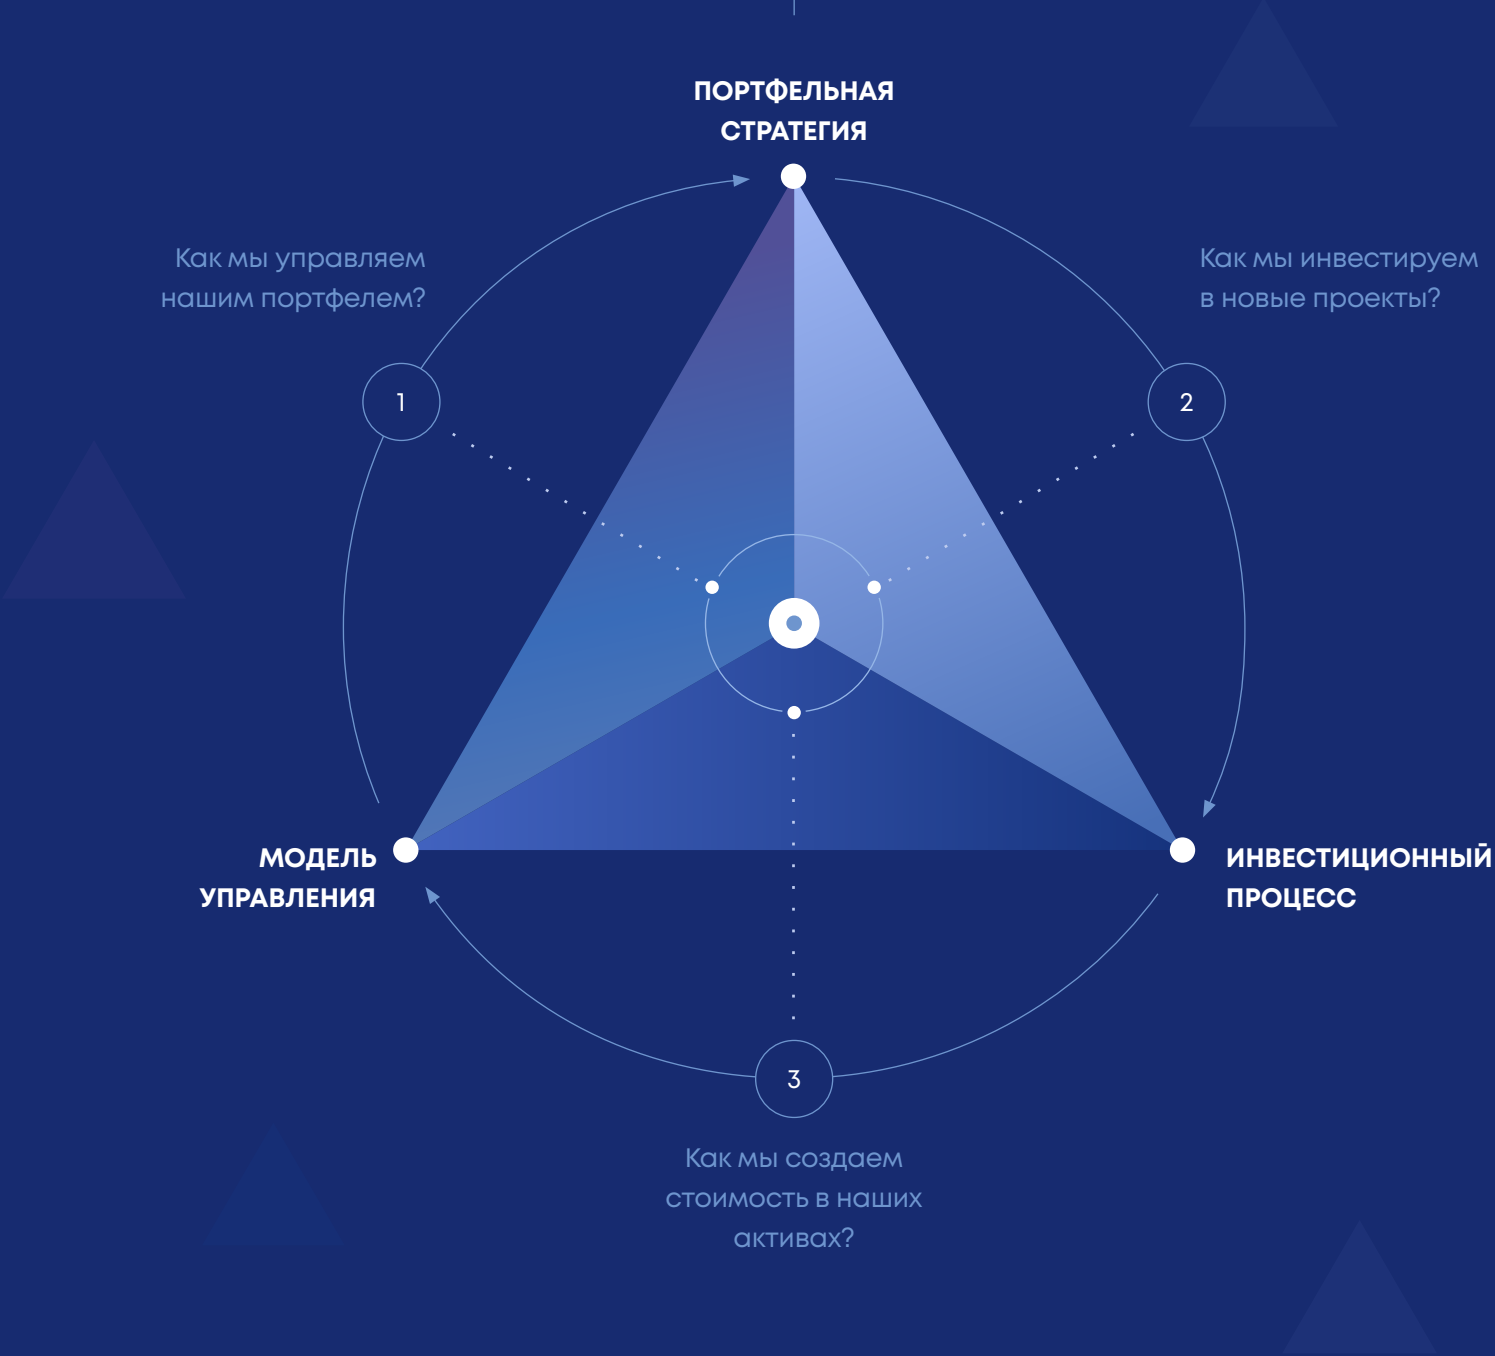 ПОРТФЕЛЬНАЯ
СТРАТЕГИЯ
Как мы управляем
нашим портфелем?
Как мы инвестируем
в новые проекты?
1
2
МОДЕЛЬ
УПРАВЛЕНИЯ
ИНВЕСТИЦИОННЫЙ
ПРОЦЕСС
3
Как мы создаем
стоимость в наших
активах?